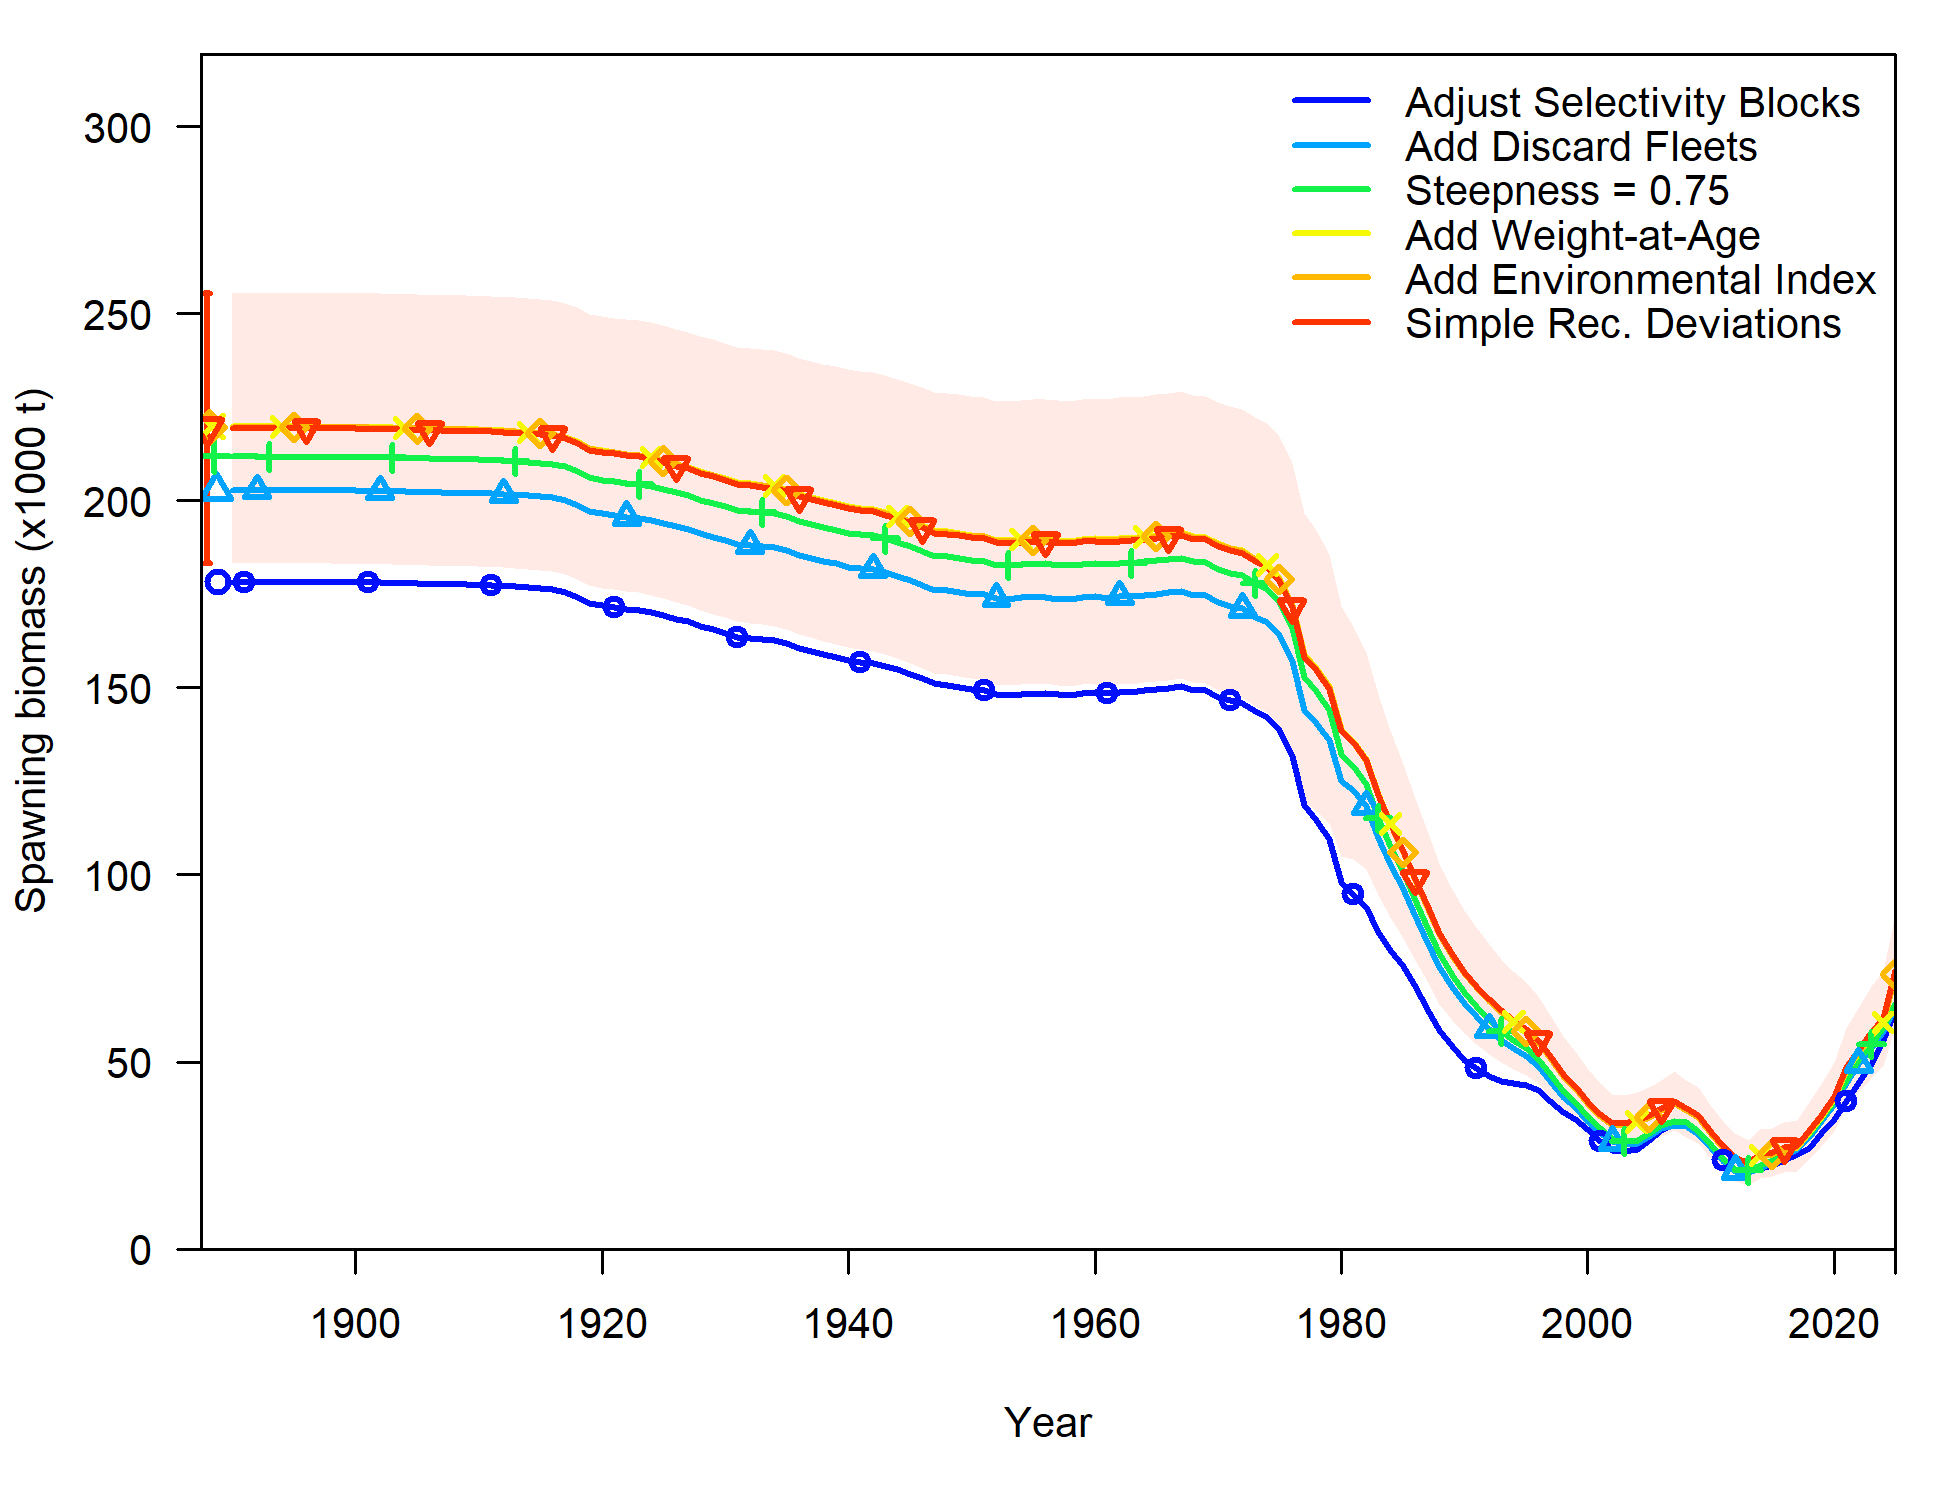 Adjust Selectivity Blocks
Add Discard Fleets
Steepness = 0.75
Add Weight-at-Age
Add Environmental Index
Simple Rec. Deviations
Spawning biomass (x1000 t)
300
250
200
150
100
50
0
1900 1920 1940 1960 1980 2000 2020
Year